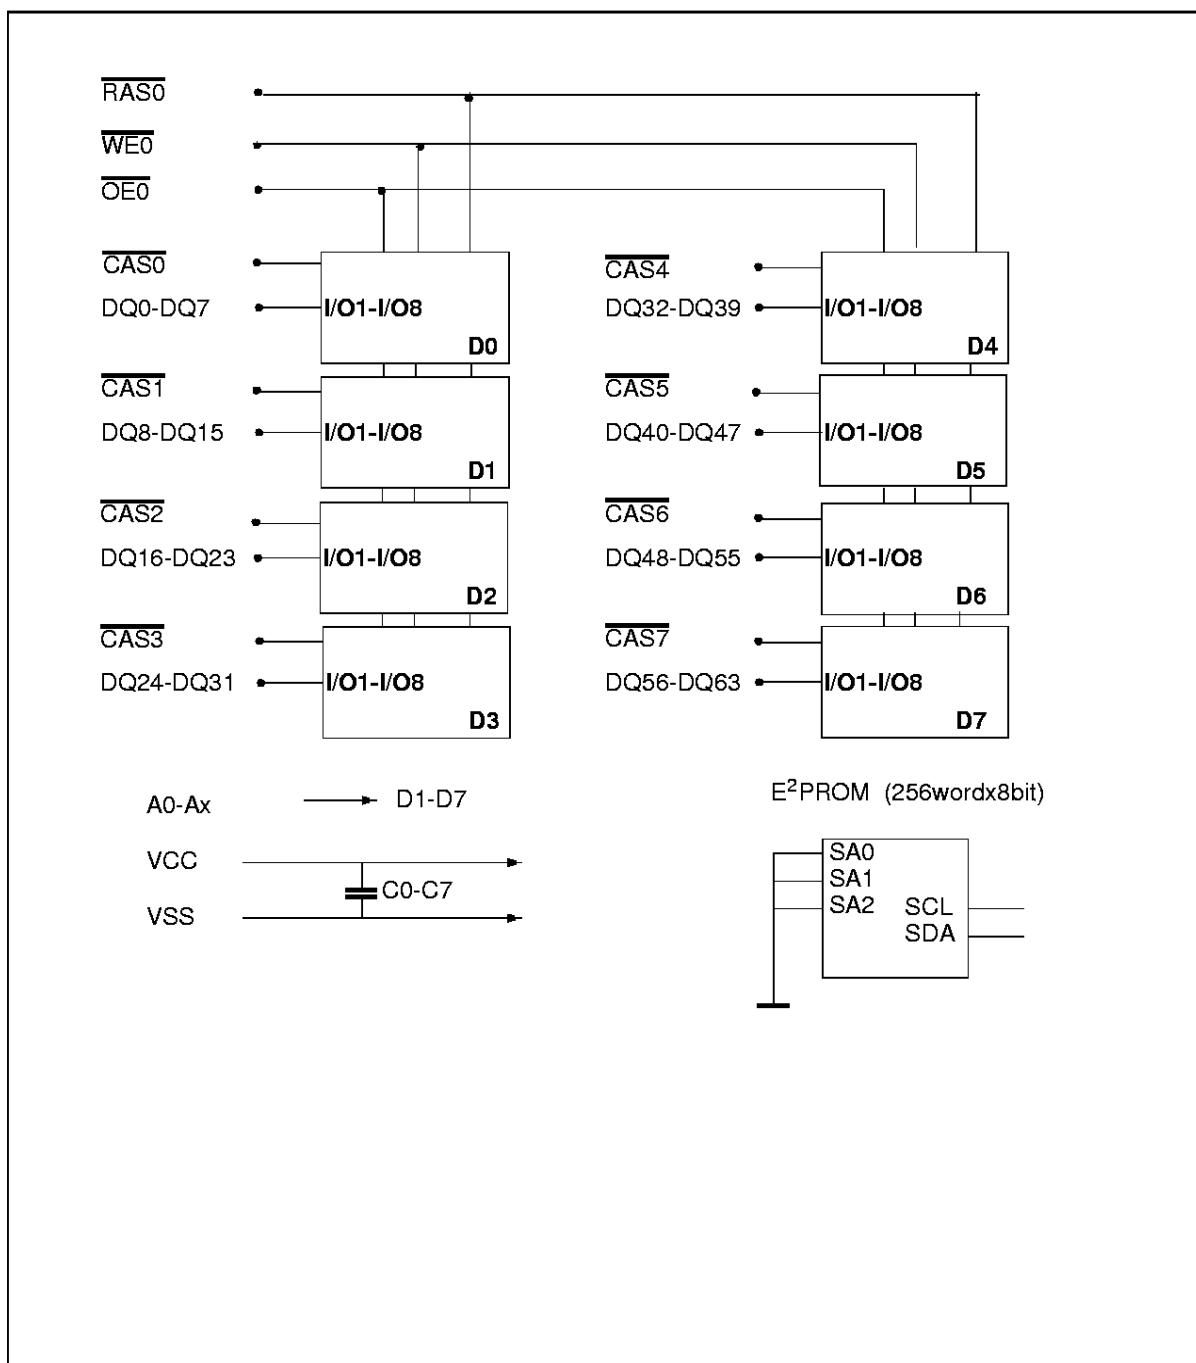 RAS0
WE0
OE0
CAS0
DQ0-DQ7
I/O1-I/O8
D0
CAS1
DQ8-DQ15
I/O1-I/O8
D1
CAS2
DQ16-DQ23
I/O1-I/O8
D2
CAS3
DQ24-DQ31
I/O1-I/O8
D3
CAS4
DQ32-DQ39
I/O1-I/O8
D4
CAS5
DQ40-DQ47
I/O1-I/O8
D5
CAS6
DQ48-DQ55
I/O1-I/O8
D6
CAS7
DQ56-DQ63
I/O1-I/O8
D7
A0-Ax D1-D7
VCC
C0-C7
VSS
E²PROM (256wordx8bit)
SA0
SA1
SA2
SCL
SDA